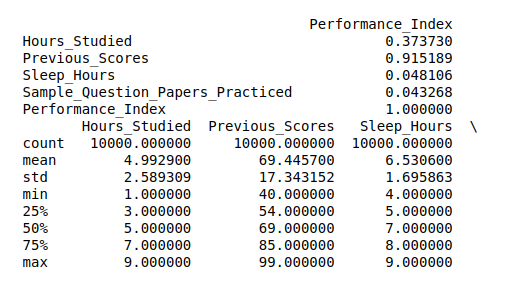 Performance_Index
Hours_Studied 0.373730
Previous_Scores 0.915189
Sleep_Hours 0.048106
Sample_Question_Papers_Practiced 0.043268
Performance_Index 1.000000
Hours_Studied Previous_Scores Sleep_Hours \
count 10000.000000 10000.000000 10000.000000
mean 4.992900 69.445700 6.530600
std 2.589309 17.343152 1.695863
min 1.000000 40.000000 4.000000
25% 3.000000 54.000000 5.000000
50% 5.000000 69.000000 7.000000
75% 7.000000 85.000000 8.000000
max 9.000000 99.000000 9.000000